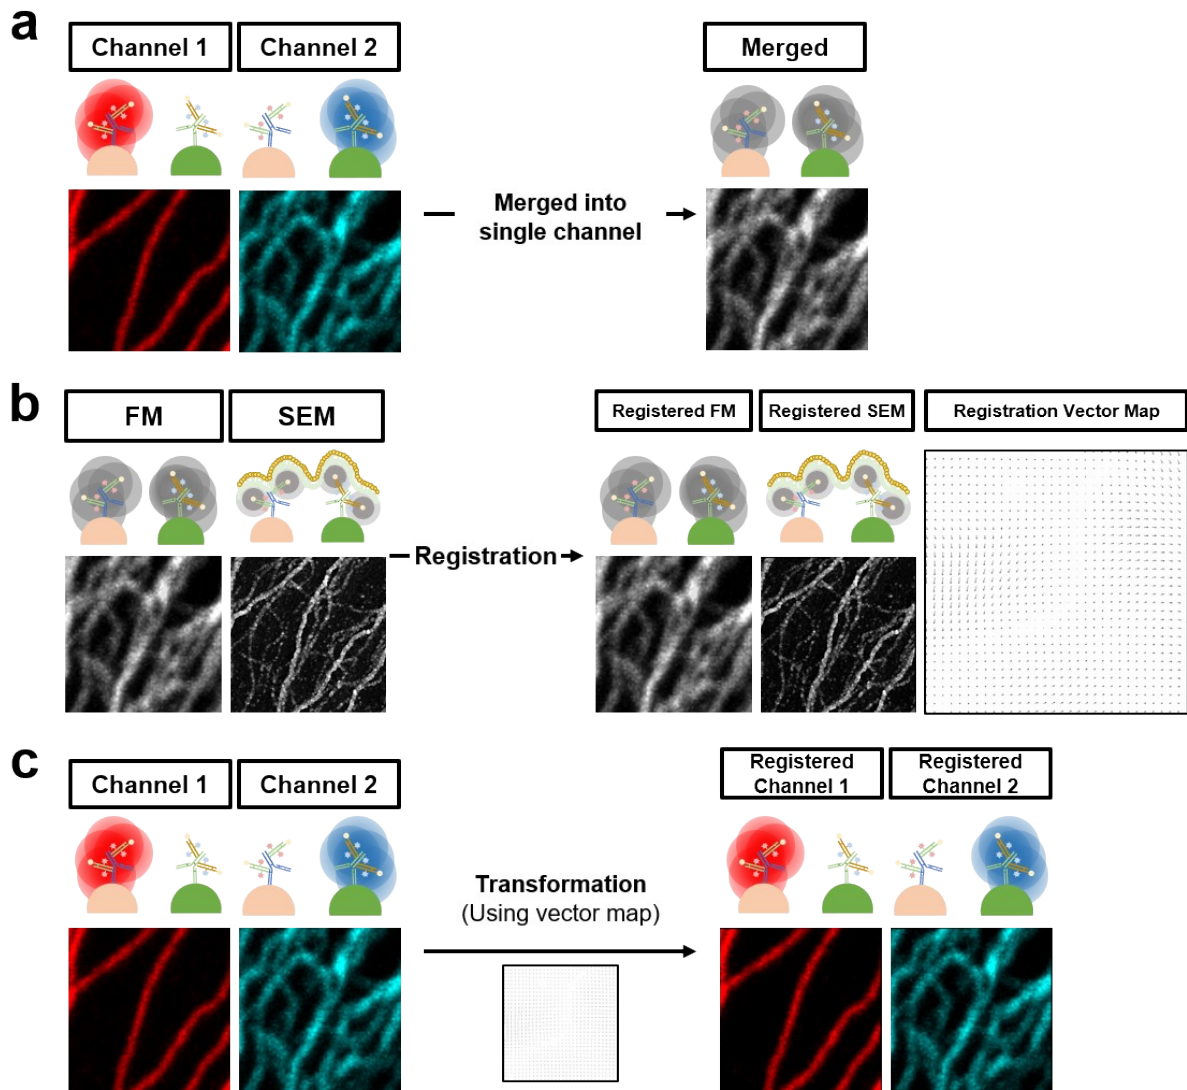 a
Channel 1
Channel 2
Merged
Merged into
single channel
b
FM
SEM
Registration
Registered FM
Registered SEM
Registration Vector Map
c
Channel 1
Channel 2
Transformation
(Using vector map)
Registered
Channel 1
Registered
Channel 2